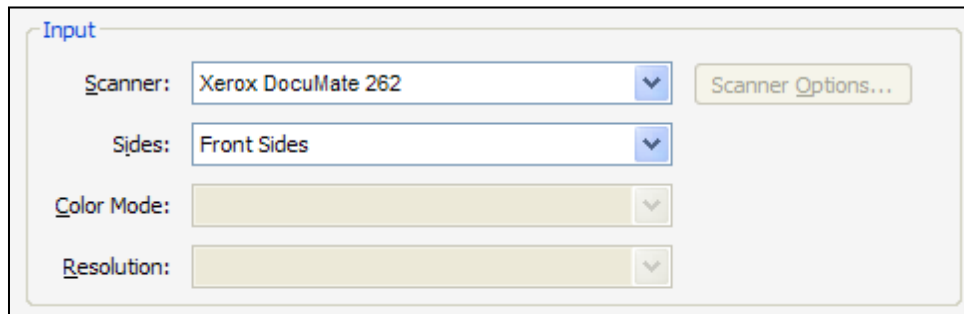 Input
Scanner: Xerox DocuMate 262 Scanner Options...
Sides: Front Sides
Color Mode:
Resolution: